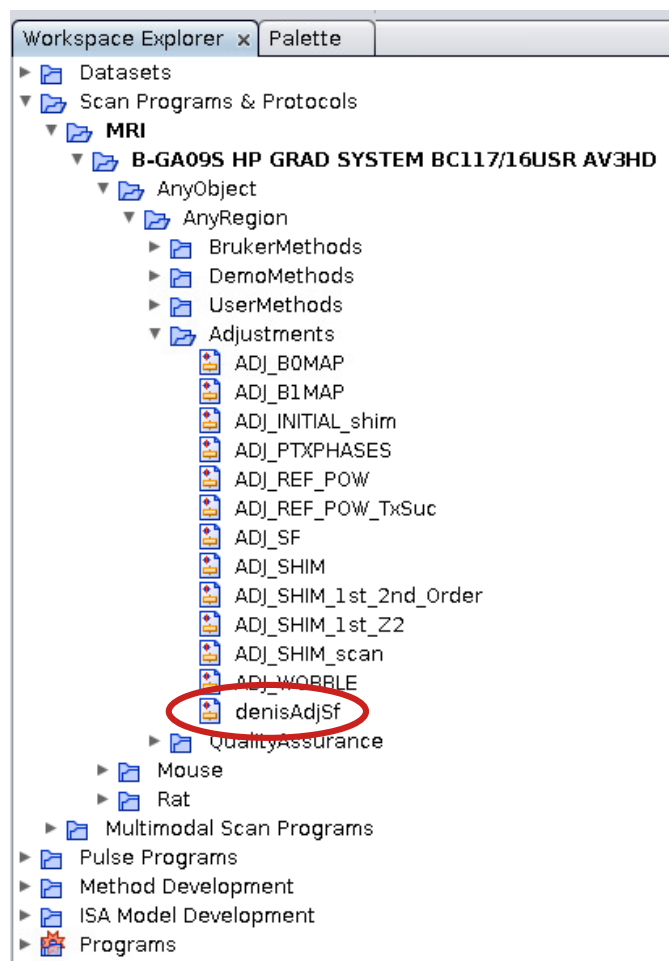 Workspace Explorer x Palette
Datasets
Scan Programs & Protocols
MRI
B-GA09S HP GRAD SYSTEM BC117/16USR AV3HD
AnyObject
AnyRegion
BrukerMethods
DemoMethods
UserMethods
Adjustments
ADJ_B0MAP
ADJ_B1MAP
ADJ_INITIAL_shim
ADJ_PTXPHASES
ADJ_REF_POW
ADJ_REF_POW_TxSuc
ADJ_SF
ADJ_SHIM
ADJ_SHIM_1st_2nd_Order
ADJ_SHIM_1st_Z2
ADJ_SHIM_scan
ADJ_WOBBLE
denisAdjSf
QualityAssurance
Mouse
Rat
Multimodal Scan Programs
Pulse Programs
Method Development
ISA Model Development
Programs